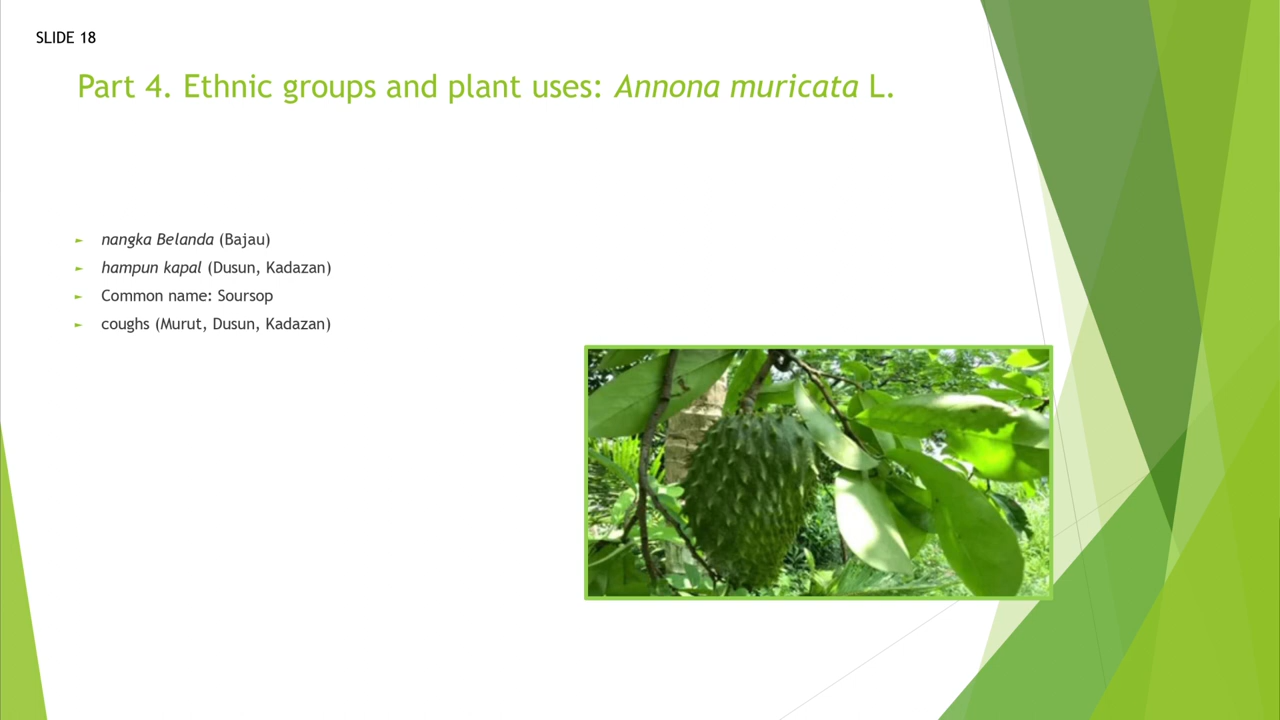 SLIDE 18
Part 4. Ethnic groups and plant uses: Annona muricata L.
► nangka Belanda (Bajau)
► hampun kapal (Dusun, Kadazan)
► Common name: Soursop
► coughs (Murut, Dusun, Kadazan)